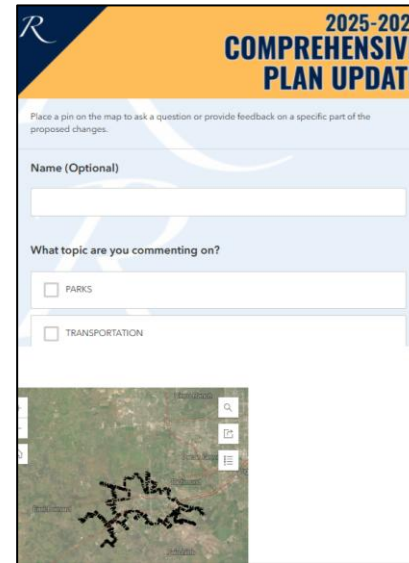 R
2025-202
COMPREHENSIV
PLAN UPDAT
Place a pin on the map to ask a question or provide feedback on a specific part of the
proposed changes.
Name (Optional)
What topic are you commenting on?
PARKS
TRANSPORTATION